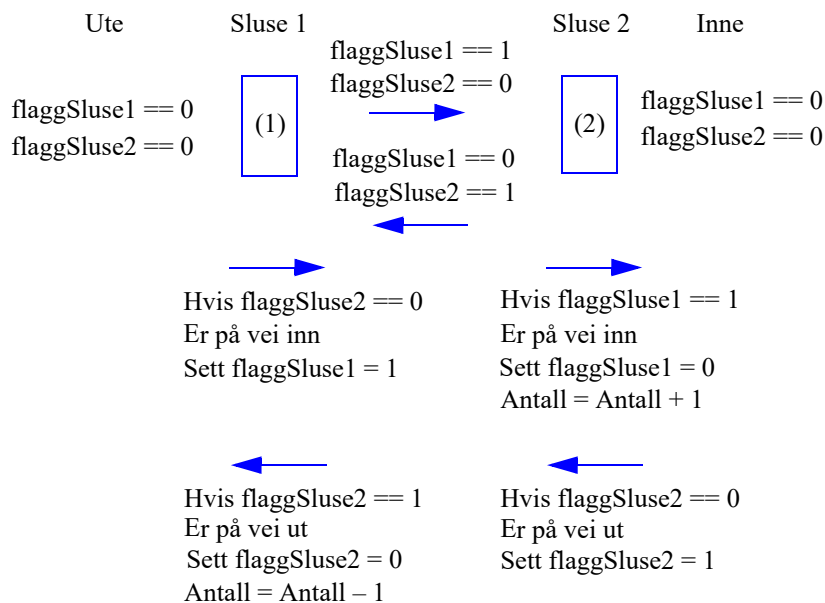 Ute
Sluse 1
Sluse 2
Inne
flaggSluse1 == 1
flaggSluse2 == 0
flaggSluse1 == 0
flaggSluse2 == 0
(1)
(2)
flaggSluse1 == 0
flaggSluse2 == 0
flaggSluse1 == 0
flaggSluse2 == 1
Hvis flaggSluse2 == 0
Er på vei inn
Sett flaggSluse1 = 1
Hvis flaggSluse1 == 1
Er på vei inn
Sett flaggSluse1 = 0
Antall = Antall + 1
Hvis flaggSluse2 == 1
Er på vei ut
Sett flaggSluse2 = 0
Antall = Antall – 1
Hvis flaggSluse2 == 0
Er på vei ut
Sett flaggSluse2 = 1